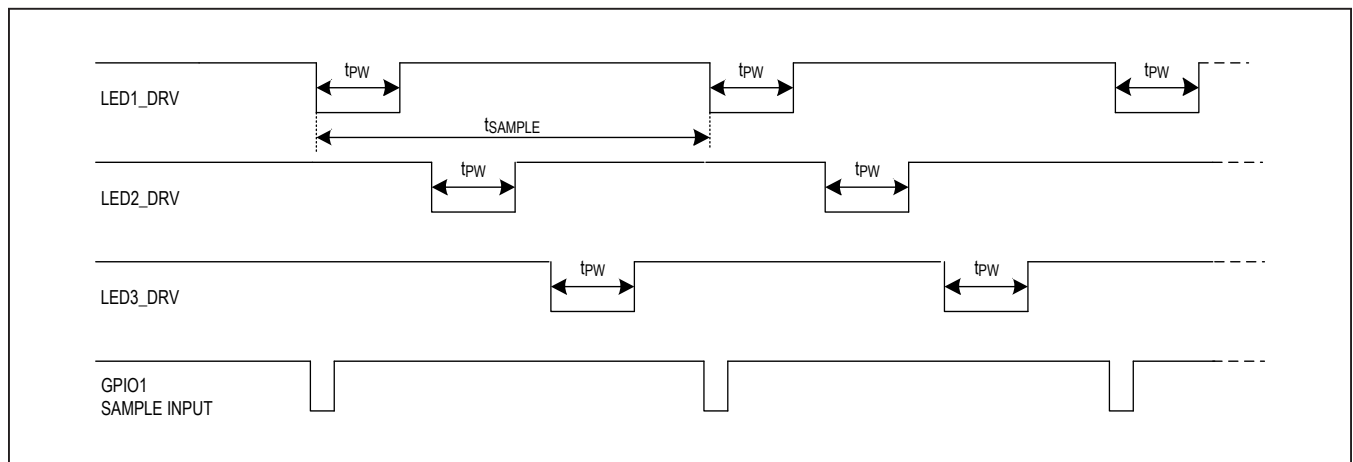 tPW tPW tPW
LED1_DRV
tSAMPLE
tPW tPW
LED2_DRV
tPW tPW
LED3_DRV
GPIO1
SAMPLE INPUT